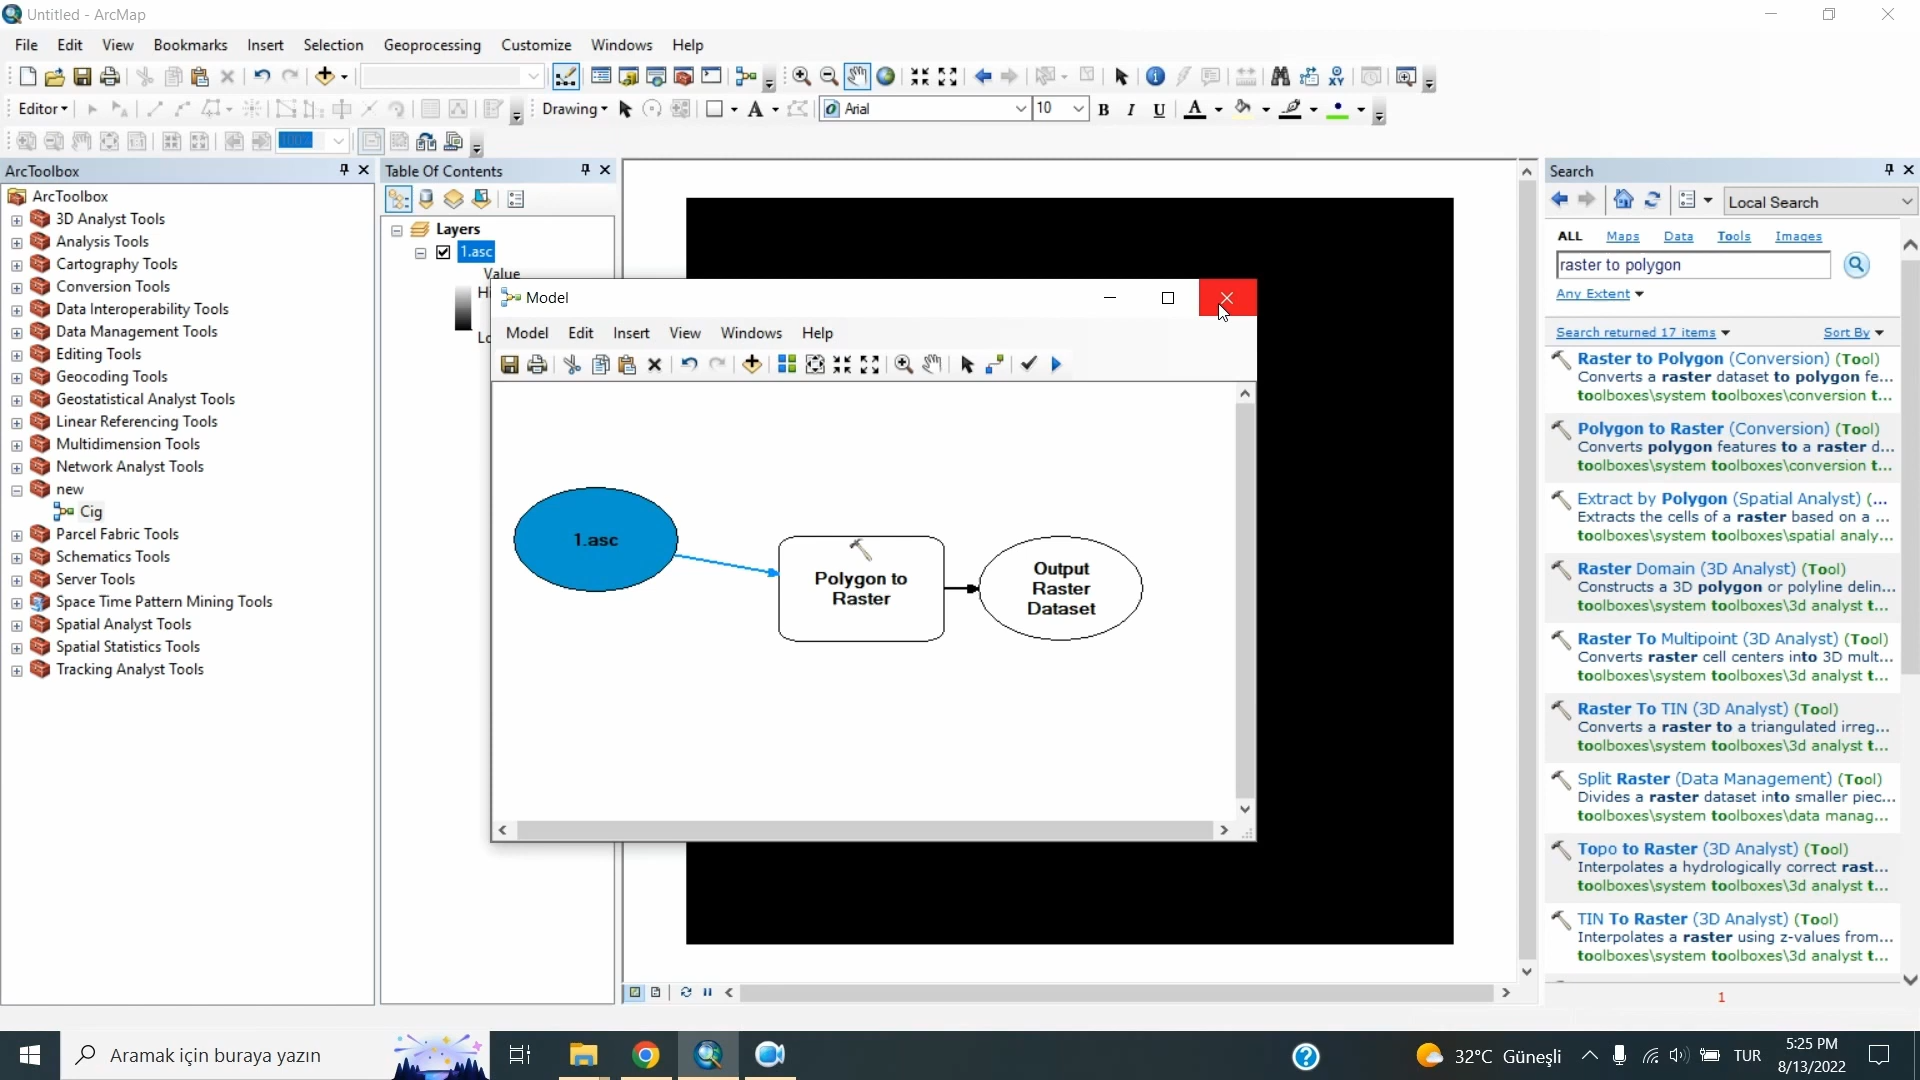 Untitled - ArcMap
File Edit View Bookmarks Insert Selection Geoprocessing Customize Windows Help
Editor Drawing Arial 10 B I U A
100%
ArcToolbox
ArcToolbox
3D Analyst Tools
Analysis Tools
Cartography Tools
Conversion Tools
Data Interoperability Tools
Data Management Tools
Editing Tools
Geocoding Tools
Geostatistical Analyst Tools
Linear Referencing Tools
Multidimension Tools
Network Analyst Tools
new
Cig
Parcel Fabric Tools
Schematics Tools
Server Tools
Space Time Pattern Mining Tools
Spatial Analyst Tools
Spatial Statistics Tools
Tracking Analyst Tools
Table Of Contents
Layers
1.asc
Value
Model
Model Edit Insert View Windows Help
1.asc
Polygon to
Raster
Output
Raster
Dataset
Search
Local Search
ALL Maps Data Tools Images
raster to polygon
Any Extent
Search returned 17 items Sort By
Raster to Polygon (Conversion) (Tool)
Converts a raster dataset to polygon fe...
toolboxes\system toolboxes\conversion t...
Polygon to Raster (Conversion) (Tool)
Converts polygon features to a raster d...
toolboxes\system toolboxes\conversion t...
Extract by Polygon (Spatial Analyst) (...
Extracts the cells of a raster based on a ...
toolboxes\system toolboxes\spatial analy...
Raster Domain (3D Analyst) (Tool)
Constructs a 3D polygon or polyline delin...
toolboxes\system toolboxes\3d analyst t...
Raster To Multipoint (3D Analyst) (Tool)
Converts raster cell centers into 3D mult...
toolboxes\system toolboxes\3d analyst t...
Raster To TIN (3D Analyst) (Tool)
Converts a raster to a triangulated irreg...
toolboxes\system toolboxes\3d analyst t...
Split Raster (Data Management) (Tool)
Divides a raster dataset into smaller piec...
toolboxes\system toolboxes\data manag...
Topo to Raster (3D Analyst) (Tool)
Interpolates a hydrologically correct rast...
toolboxes\system toolboxes\3d analyst t...
TIN To Raster (3D Analyst) (Tool)
Interpolates a raster using z-values from...
toolboxes\system toolboxes\3d analyst t...
1
Aramak için buraya yazın
32°C Güneşli
TUR
5:25 PM
8/13/2022